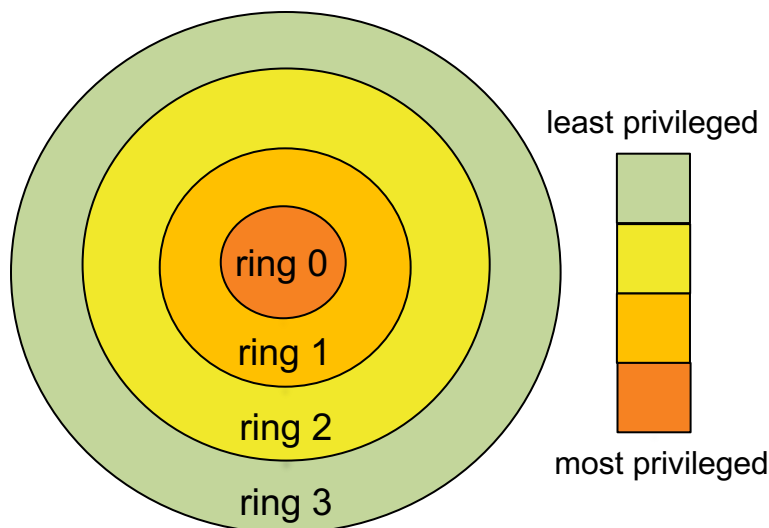 least privileged
ring 0
ring 1
ring 2
ring 3
most privileged